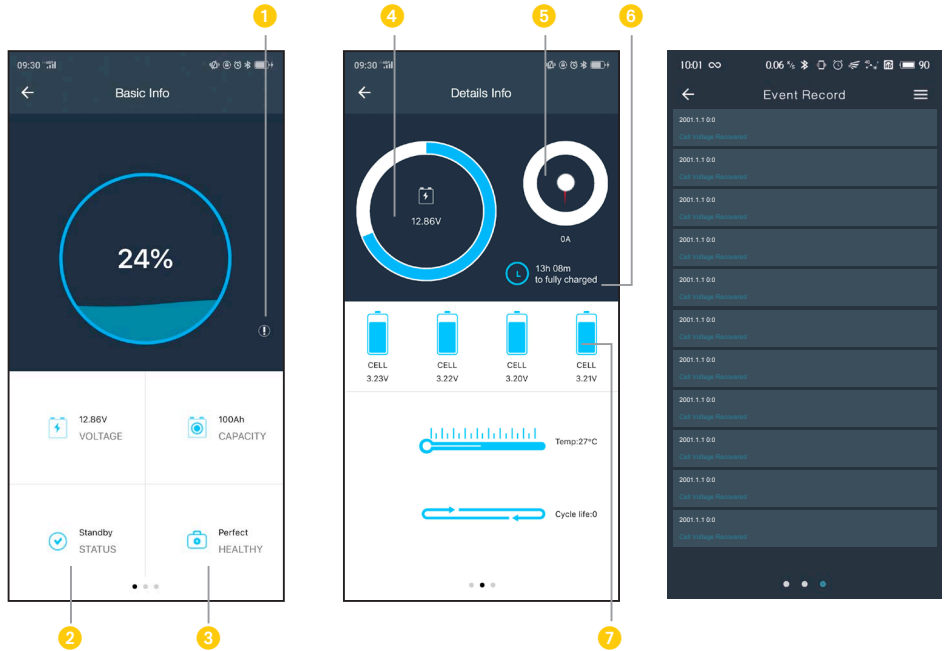 1
4
5
6
09:30
Basic Info
24%
12.86V
VOLTAGE
100Ah
CAPACITY
Standby
STATUS
Perfect
HEALTHY
2
3
09:30
Details Info
12.86V
0A
13h 08m
to fully charged
CELL
3.23V
CELL
3.22V
CELL
3.20V
CELL
3.21V
Temp:27°C
Cycle life:0
7
10:01
0.06 K/s
90
Event Record
2001.1.1 0:0
Cell Voltage Recovered
2001.1.1 0:0
Cell Voltage Recovered
2001.1.1 0:0
Cell Voltage Recovered
2001.1.1 0:0
Cell Voltage Recovered
2001.1.1 0:0
Cell Voltage Recovered
2001.1.1 0:0
Cell Voltage Recovered
2001.1.1 0:0
Cell Voltage Recovered
2001.1.1 0:0
Cell Voltage Recovered
2001.1.1 0:0
Cell Voltage Recovered
2001.1.1 0:0
Cell Voltage Recovered
2001.1.1 0:0
Cell Voltage Recovered